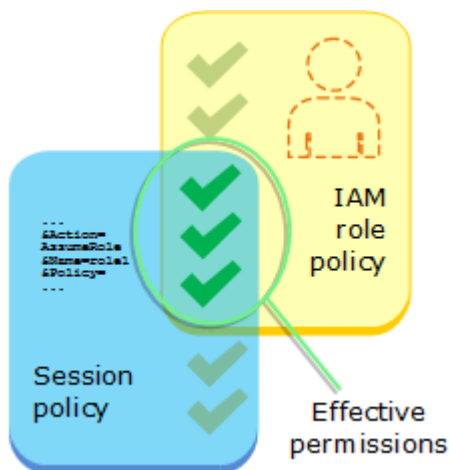 IAM
role
policy
...
&Action=
AssumeRole
&Name=role1
&Policy=
...
Session
policy
Effective
permissions